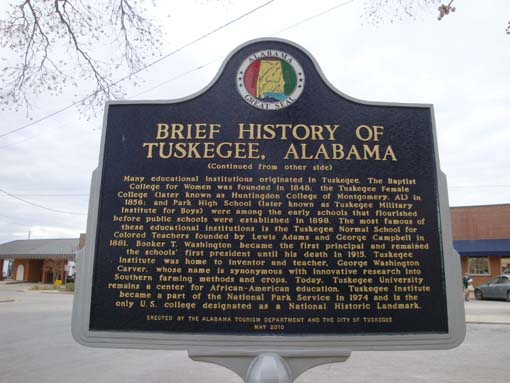 ALABAMA
GREAT SEAL
BRIEF HISTORY OF
TUSKEGEE, ALABAMA
(Continued from other side)
Many educational institutions originated in Tuskegee. The Baptist
College for Women was founded in 1848; the Tuskegee Female
College (later known as Huntingdon College of Montgomery, AL) in
1856; and Park High School (later known as Tuskegee Military
Institute for Boys) were among the early schools that flourished
before public schools were established in 1898. The most famous of
these educational institutions is the Tuskegee Normal School for
Colored Teachers founded by Lewis Adams and George Campbell in
1881. Booker T. Washington became the first principal and remained
the schools' first president until his death in 1915. Tuskegee
Institute was home to inventor and teacher, George Washington
Carver, whose name is synonymous with innovative research into
Southern farming methods and crops. Today, Tuskegee University
remains a center for African-American education. Tuskegee Institute
became a part of the National Park Service in 1974 and is the
only U.S. college designated as a National Historic Landmark.
ERECTED BY THE ALABAMA TOURISM DEPARTMENT AND THE CITY OF TUSKEGEE
MAY 2010